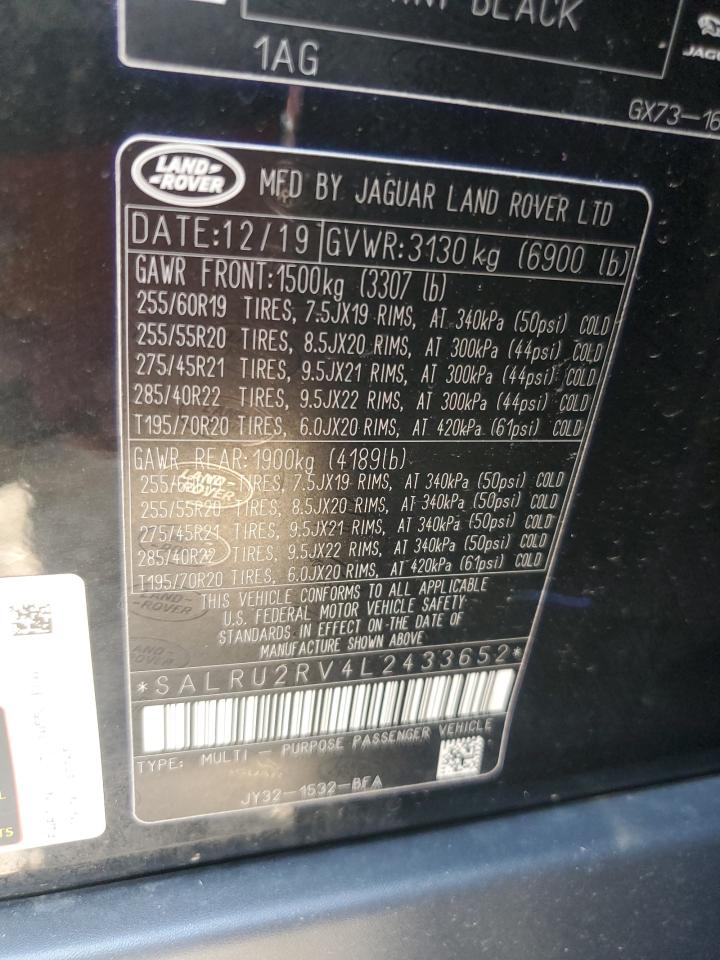 BLACK
1AG
GX73-16
LAND-
ROVER
MFD BY JAGUAR LAND ROVER LTD
DATE:12/19 GVWR:3130kg (6900 lb)
GAWR FRONT:1500kg (3307 lb)
255/60R19 TIRES, 7.5JX19 RIMS, AT 340kPa (50psi) COLD
255/55R20 TIRES, 8.5JX20 RIMS, AT 300kPa (44psi) COLD
275/45R21 TIRES, 9.5JX21 RIMS, AT 300kPa (44psi) COLD
285/40R22 TIRES, 9.5JX22 RIMS, AT 300kPa (44psi) COLD
T195/70R20 TIRES, 6.0JX20 RIMS, AT 420kPa (61psi) COLD
GAWR REAR:1900kg (4189lb)
255/60R19 TIRES, 7.5JX19 RIMS, AT 340kPa (50psi) COLD
255/55R20 TIRES, 8.5JX20 RIMS, AT 340kPa (50psi) COLD
275/45R21 TIRES, 9.5JX21 RIMS, AT 340kPa (50psi) COLD
285/40R22 TIRES, 9.5JX22 RIMS, AT 340kPa (50psi) COLD
T195/70R20 TIRES, 6.0JX20 RIMS, AT 420kPa (61psi) COLD
THIS VEHICLE CONFORMS TO ALL APPLICABLE
U.S. FEDERAL MOTOR VEHICLE SAFETY
STANDARDS IN EFFECT ON THE DATE OF
MANUFACTURE SHOWN ABOVE
*SALRU2RV4L2433652*
TYPE: MULTI - PURPOSE PASSENGER VEHICLE
JY32-1532-BFA